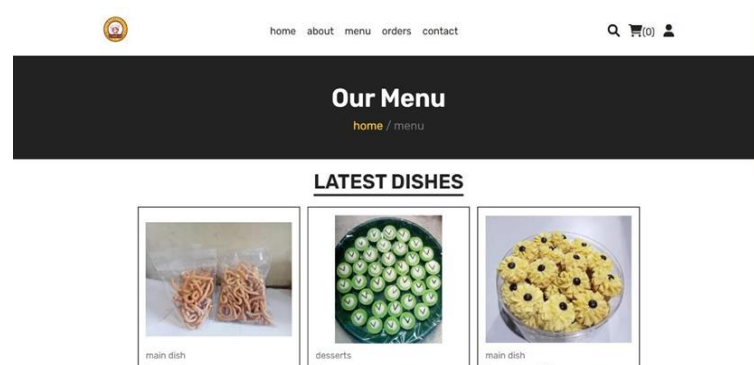 home about menu orders contact (0)
Our Menu
home / menu
LATEST DISHES
main dish desserts main dish